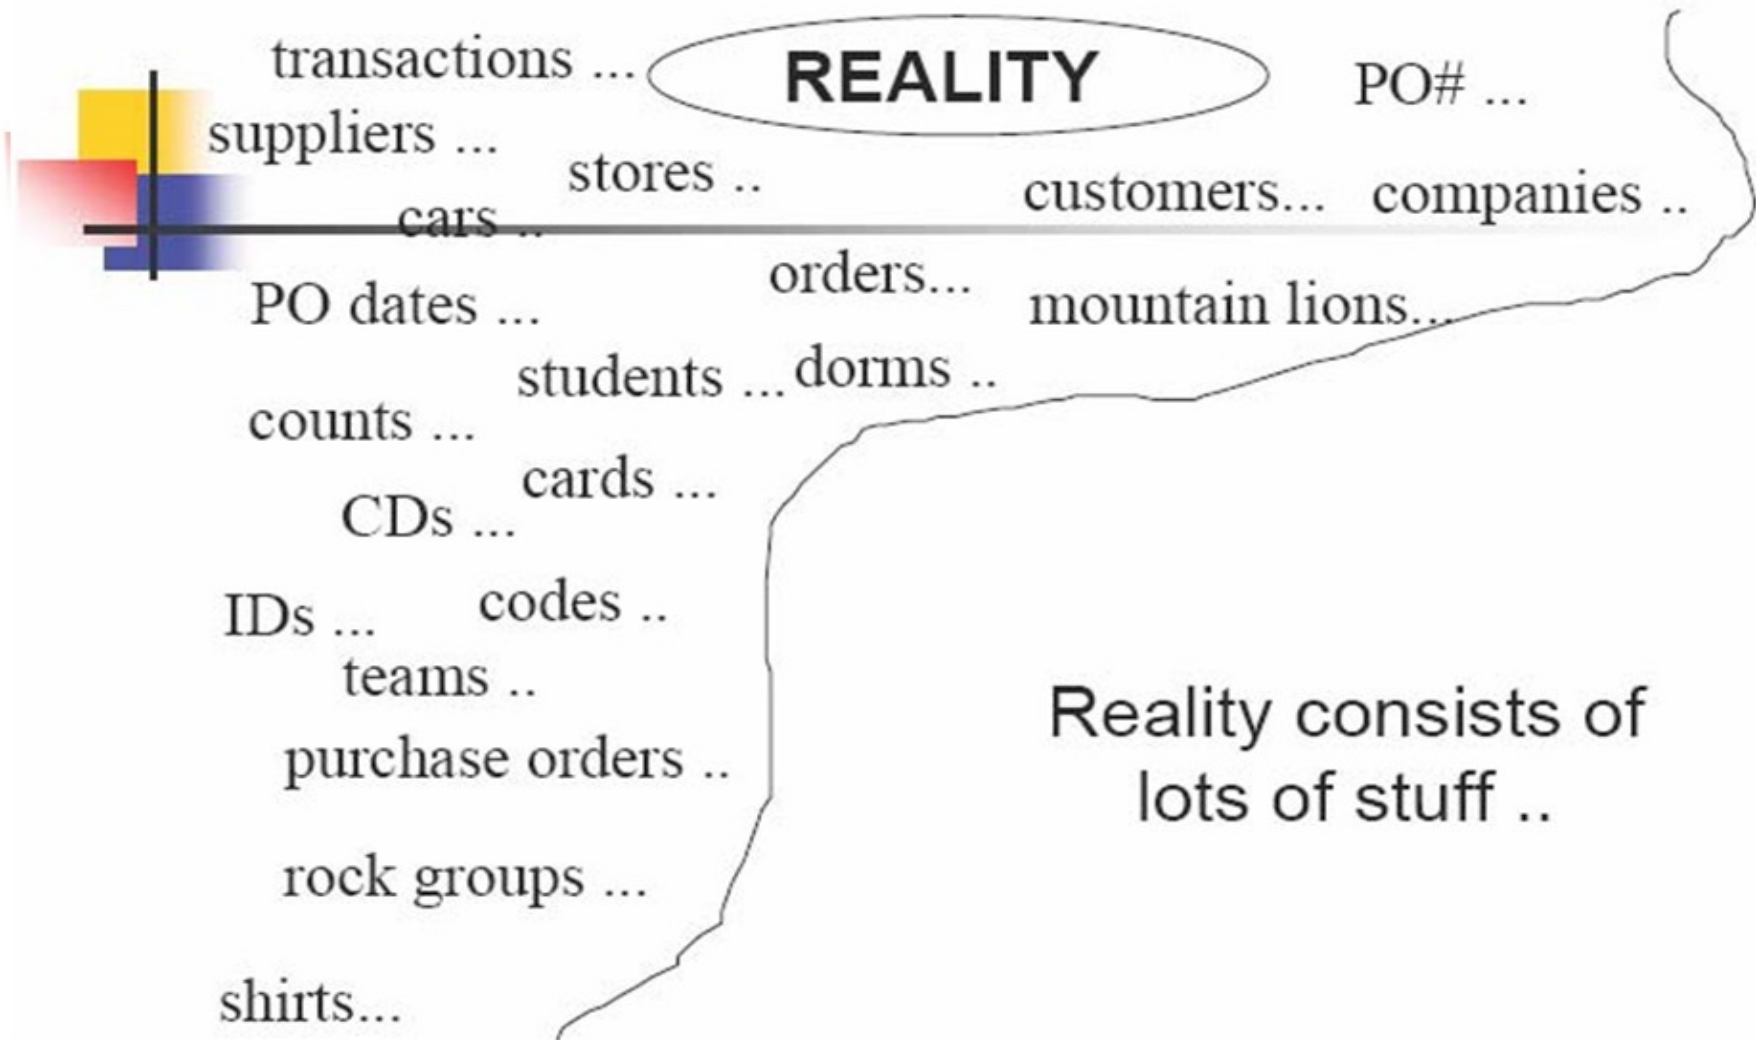 transactions ...
REALITY
PO# ...
suppliers ...
stores ..
customers...
companies ..
cars ..
orders...
PO dates ...
mountain lions...
students ...
dorms ..
counts ...
cards ...
CDs ...
IDs ...
codes ..
teams ..
purchase orders ..
Reality consists of
lots of stuff ..
rock groups ...
shirts...